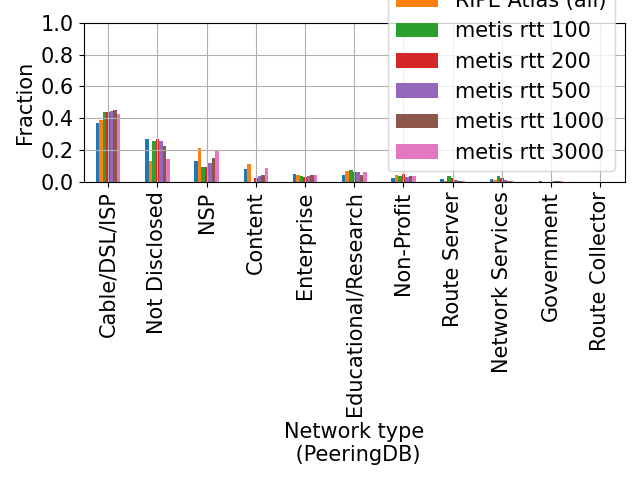 RIPE Atlas (all)
metis rtt 100
metis rtt 200
metis rtt 500
metis rtt 1000
metis rtt 3000
Fraction
1.0
0.8
0.6
0.4
0.2
0.0
Cable/DSL/ISP
Not Disclosed
NSP
Content
Enterprise
Educational/Research
Non-Profit
Route Server
Network Services
Government
Route Collector
Network type
(PeeringDB)